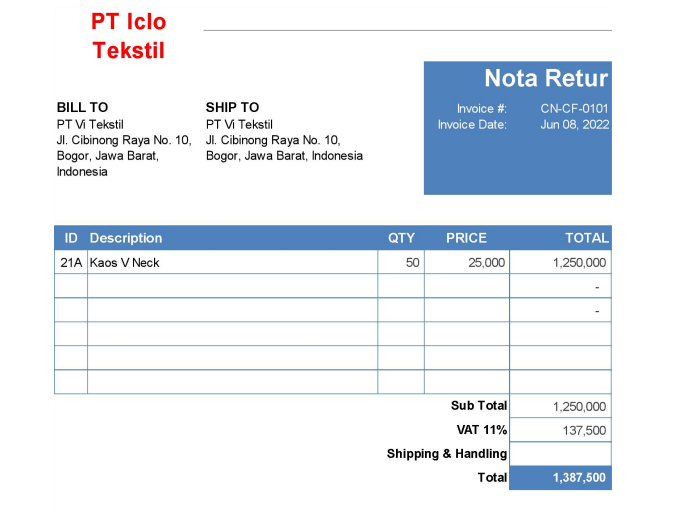 PT Iclo
Tekstil
Nota Retur
Invoice #: CN-CF-0101
Invoice Date: Jun 08, 2022
BILL TO
PT Vi Tekstil
Jl. Cibinong Raya No. 10,
Bogor, Jawa Barat,
Indonesia
SHIP TO
PT Vi Tekstil
Jl. Cibinong Raya No. 10,
Bogor, Jawa Barat, Indonesia
ID Description QTY PRICE TOTAL
21A Kaos V Neck 50 25,000 1,250,000
-
-
Sub Total 1,250,000
VAT 11% 137,500
Shipping & Handling
Total 1,387,500